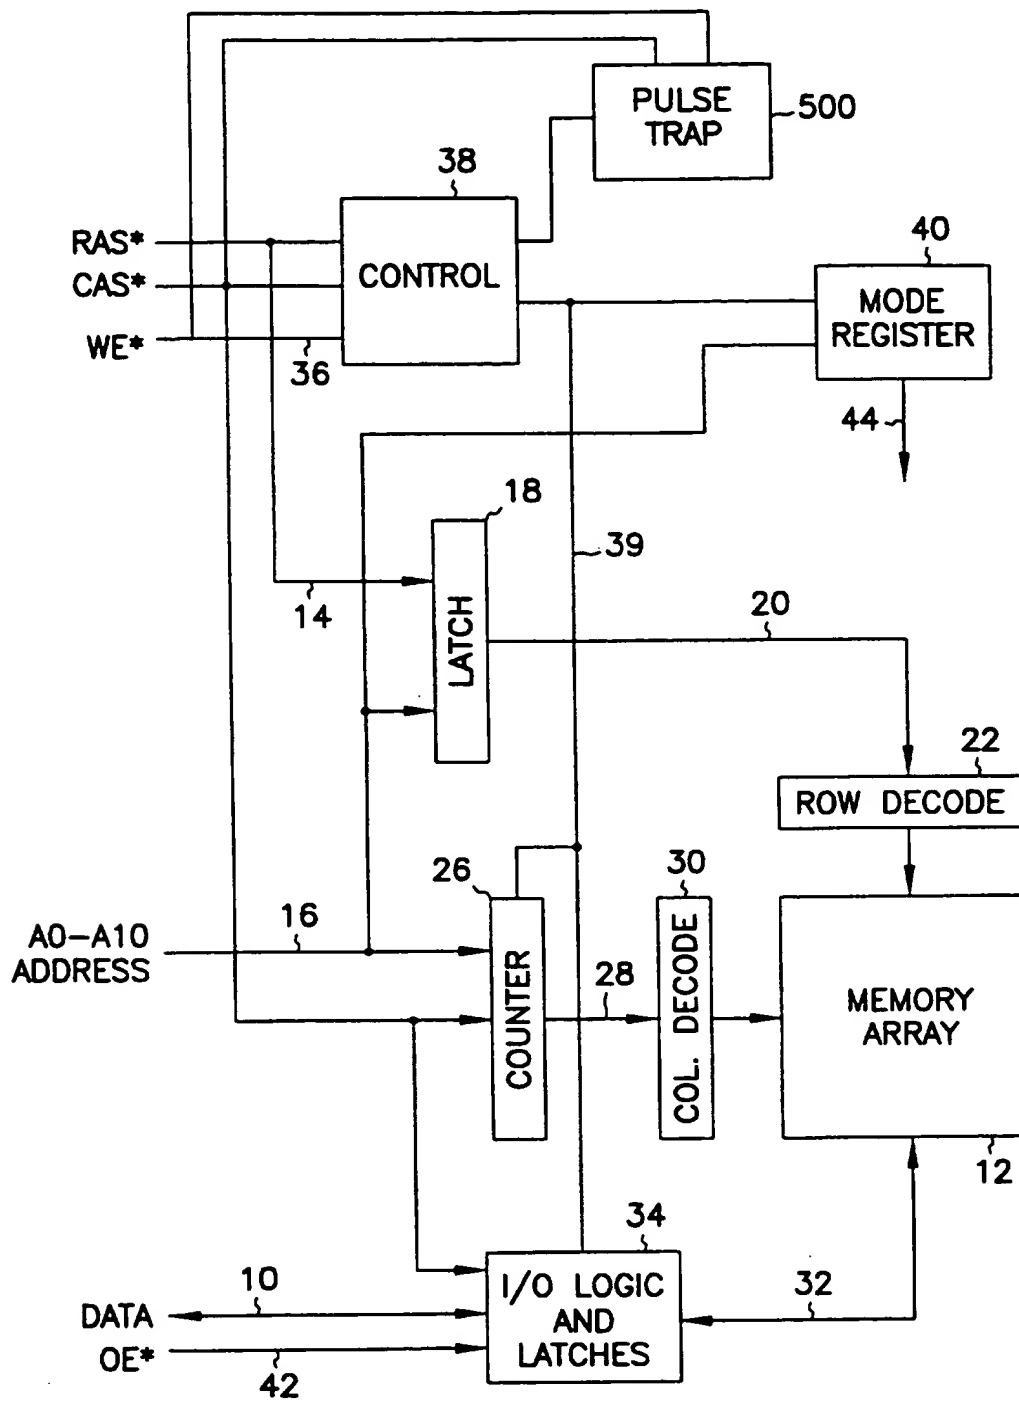 PULSE
TRAP
500
38
RAS*
CAS*
WE*
CONTROL
36
40
MODE
REGISTER
44
18
39
14
LATCH
20
22
ROW DECODE
26
30
A0-A10
ADDRESS
16
COUNTER
28
COL. DECODE
MEMORY
ARRAY
12
34
I/O LOGIC
AND
LATCHES
32
DATA
10
OE*
42